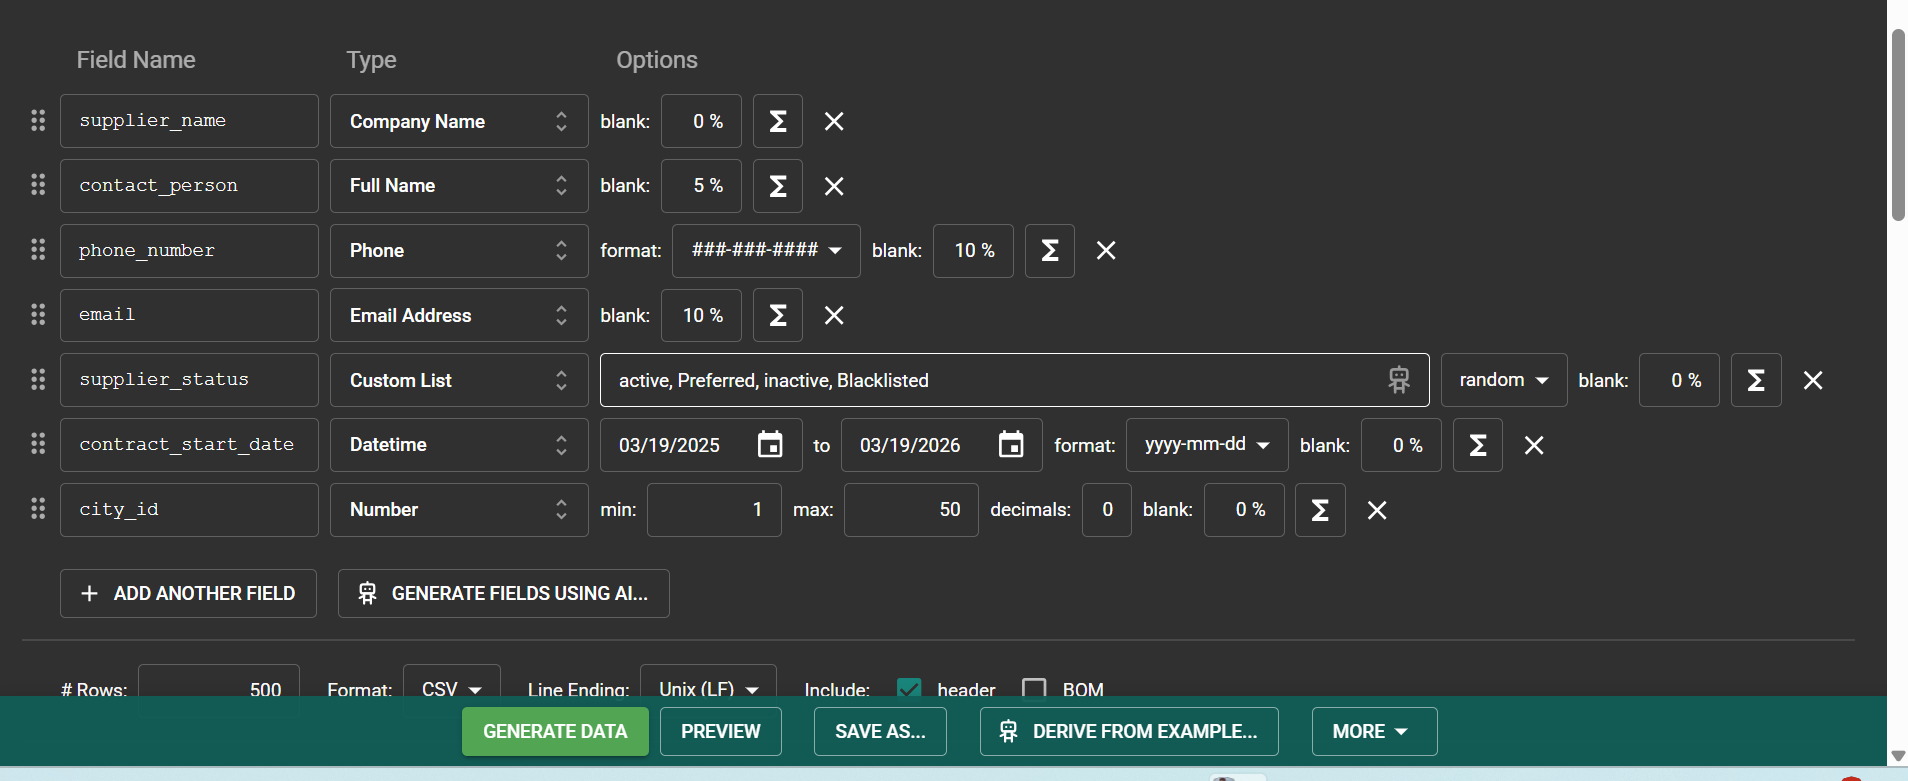 Field Name Type Options
supplier_name Company Name blank: 0 % Σ
contact_person Full Name blank: 5 % Σ
phone_number Phone format: ###-###-#### blank: 10 % Σ
email Email Address blank: 10 % Σ
supplier_status Custom List active, Preferred, inactive, Blacklisted random blank: 0 % Σ
contract_start_date Datetime 03/19/2025 to 03/19/2026 format: yyyy-mm-dd blank: 0 % Σ
city_id Number min: 1 max: 50 decimals: 0 blank: 0 % Σ
+ ADD ANOTHER FIELD GENERATE FIELDS USING AI...
# Rows: 500 Format: CSV Line Ending: Unix (LF) Include: header BOM
GENERATE DATA PREVIEW SAVE AS... DERIVE FROM EXAMPLE... MORE